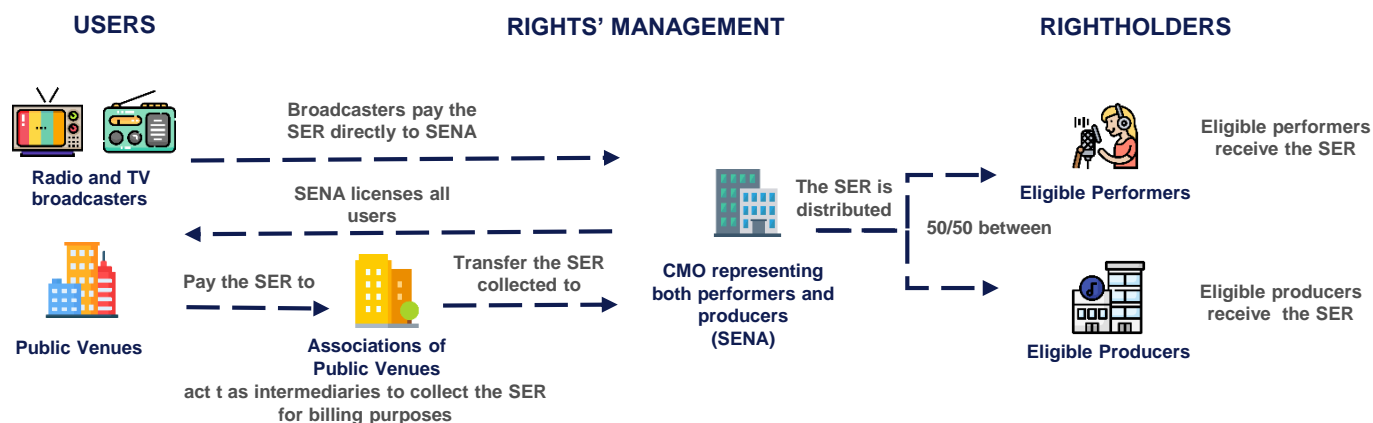 USERS
RIGHTS' MANAGEMENT
RIGHTHOLDERS
Broadcasters pay the
SER directly to SENA
Radio and TV
broadcasters
SENA licenses all
users
Pay the SER to
Transfer the SER
collected to
Public Venues
Associations of
Public Venues
act t as intermediaries to collect the SER
for billing purposes
CMO representing
both performers and
producers
(SENA)
The SER is
distributed
50/50 between
Eligible Performers
Eligible performers
receive the SER
Eligible Producers
Eligible producers
receive the SER